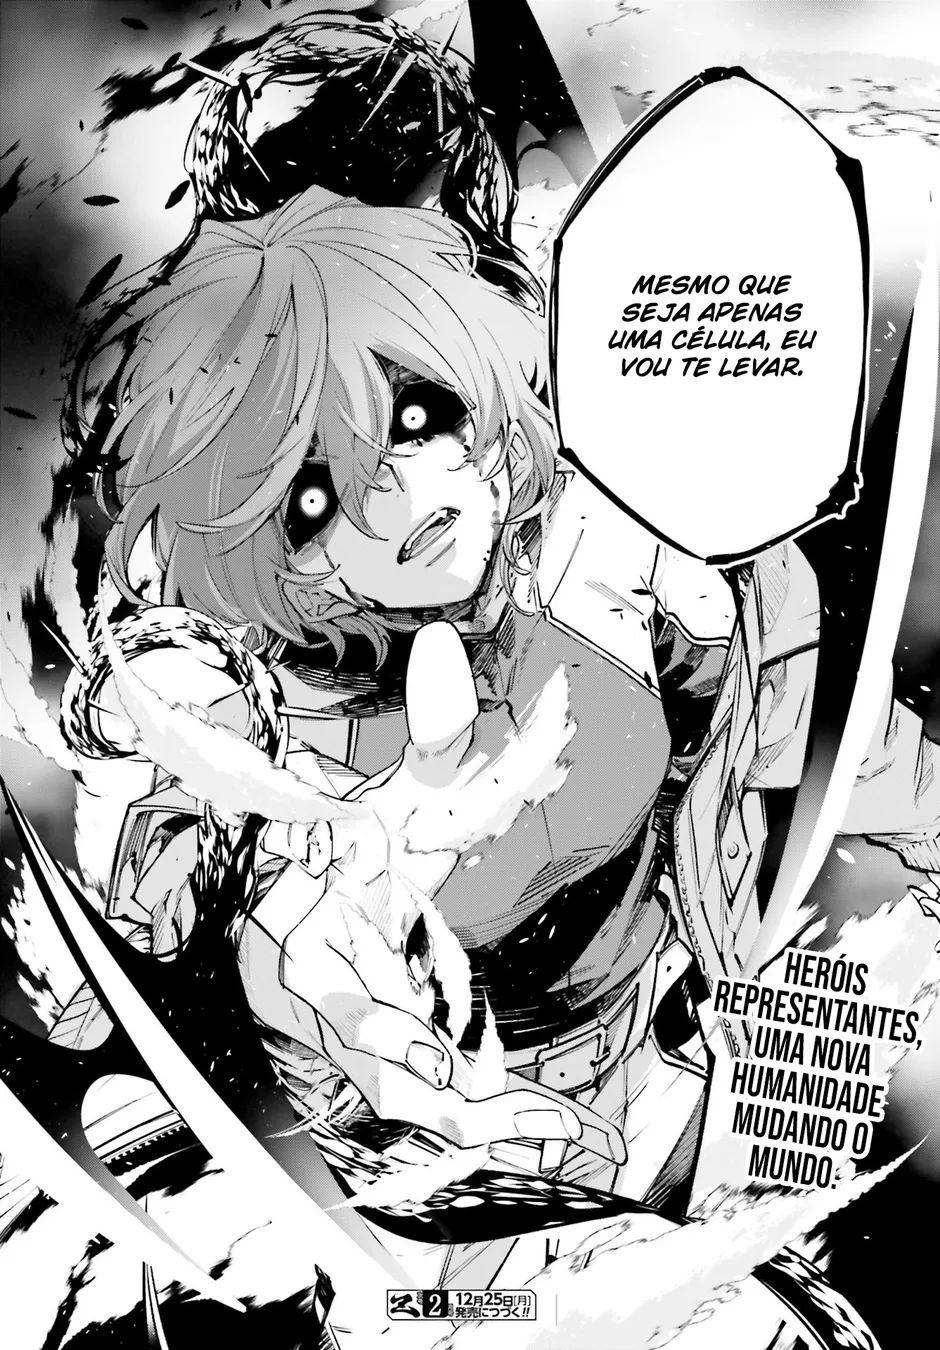 MESMO QUE
SEJA APENAS
UMA CÉLULA, EU
VOU TE LEVAR.
HERÓIS
REPRESENTANTES,
UMA NOVA
HUMANIDADE
MUDANDO O
MUNDO.
2
12月25日[月]
発売につづく!!